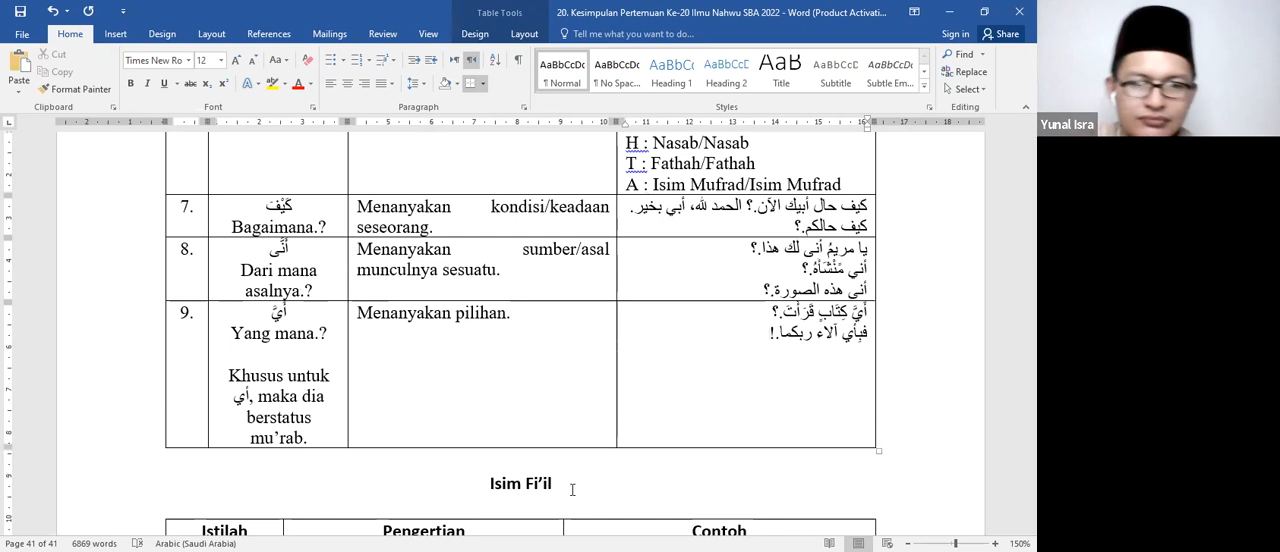 Table Tools
20. Kesimpulan Pertemuan Ke-20 Ilmu Nahwu SBA 2022 - Word (Product Activati...
File Home Insert Design Layout References Mailings Review View Design Layout Tell me what you want to do... Sign in Share
Paste Cut Copy Format Painter
Times New Ro 12
AaBbCcDc AaBbCcDc AaBbCc AaBbCcD AaB AaBbCcD AaBbCcDc
¶ Normal ¶ No Spac... Heading 1 Heading 2 Title Subtitle Subtle Em...
Find
Replace
Select
Clipboard Font Paragraph Styles Editing
Yunal Isra
H : Nasab/Nasab
T : Fathah/Fathah
A : Isim Mufrad/Isim Mufrad
7.
كَيْفَ
Bagaimana.?
Menanyakan kondisi/keadaan
seseorang.
كيف حال أبيك الآن.؟ الحمد لله، أبي بخير.
كيف حالكم.؟
8.
أَنَّى
Dari mana
asalnya.?
Menanyakan sumber/asal
munculnya sesuatu.
يا مريمُ أنى لك هذا.؟
أني مَّنْشَأَهُ.؟
أنى هذه الصورة.؟
9.
أَيَّ
Yang mana.?
Khusus untuk
أي, maka dia
berstatus
mu’rab.
Menanyakan pilihan.
أَيَّ كِتَابٍ قَرَأْتَ.؟
فبِأَي آلاء ربكما.!
Isim Fi’il
Istilah Pengertian Contoh
Page 41 of 41 6869 words Arabic (Saudi Arabia) 150%